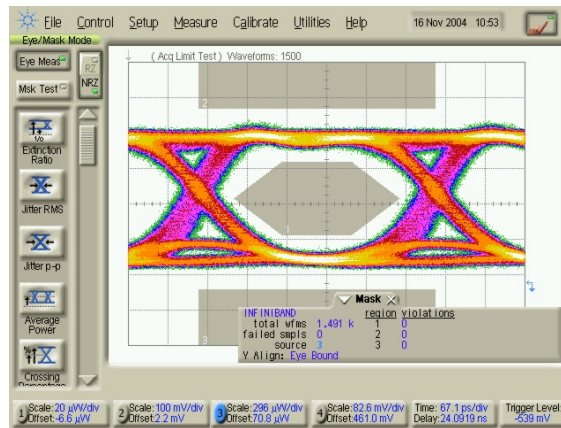 File Control Setup Measure Calibrate Utilities Help 16 Nov 2004 10:53
Eye/Mask Mode
Eye Meas
RZ
NRZ
Msk Test
( Acq Limit Test ) Waveforms: 1500
2
1
3
Extinction
Ratio
Jitter RMS
Jitter p-p
Average
Power
Crossing
Percentage
Mask
INFINIBAND region violations
total wfms 1.491 k 1 0
failed smpls 0 2 0
source 3 3 0
Y Align: Eye Bound
1 Scale: 20 µW/div
Offset: -6.6 µW
2 Scale: 100 mV/div
Offset: 2.2 mV
3 Scale: 296 µW/div
Offset: 70.8 µW
4 Scale: 82.6 mV/div
Offset: 461.0 mV
Time: 67.1 ps/div
Delay: 24.0919 ns
Trigger Level:
-539 mV